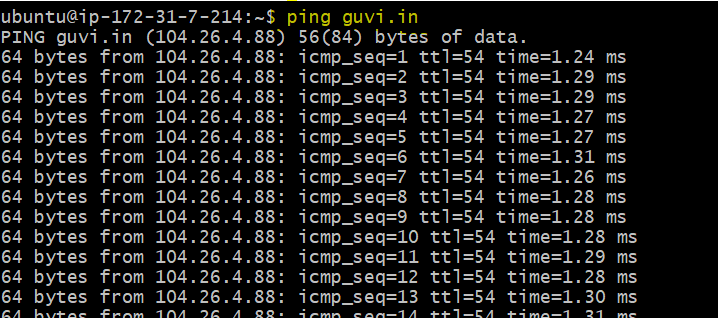 ubuntu@ip-172-31-7-214:~$ ping guvi.in
PING guvi.in (104.26.4.88) 56(84) bytes of data.
64 bytes from 104.26.4.88: icmp_seq=1 ttl=54 time=1.24 ms
64 bytes from 104.26.4.88: icmp_seq=2 ttl=54 time=1.29 ms
64 bytes from 104.26.4.88: icmp_seq=3 ttl=54 time=1.29 ms
64 bytes from 104.26.4.88: icmp_seq=4 ttl=54 time=1.27 ms
64 bytes from 104.26.4.88: icmp_seq=5 ttl=54 time=1.27 ms
64 bytes from 104.26.4.88: icmp_seq=6 ttl=54 time=1.31 ms
64 bytes from 104.26.4.88: icmp_seq=7 ttl=54 time=1.26 ms
64 bytes from 104.26.4.88: icmp_seq=8 ttl=54 time=1.28 ms
64 bytes from 104.26.4.88: icmp_seq=9 ttl=54 time=1.28 ms
64 bytes from 104.26.4.88: icmp_seq=10 ttl=54 time=1.28 ms
64 bytes from 104.26.4.88: icmp_seq=11 ttl=54 time=1.29 ms
64 bytes from 104.26.4.88: icmp_seq=12 ttl=54 time=1.28 ms
64 bytes from 104.26.4.88: icmp_seq=13 ttl=54 time=1.30 ms
64 bytes from 104.26.4.88: icmp_seq=14 ttl=54 time=1.31 ms